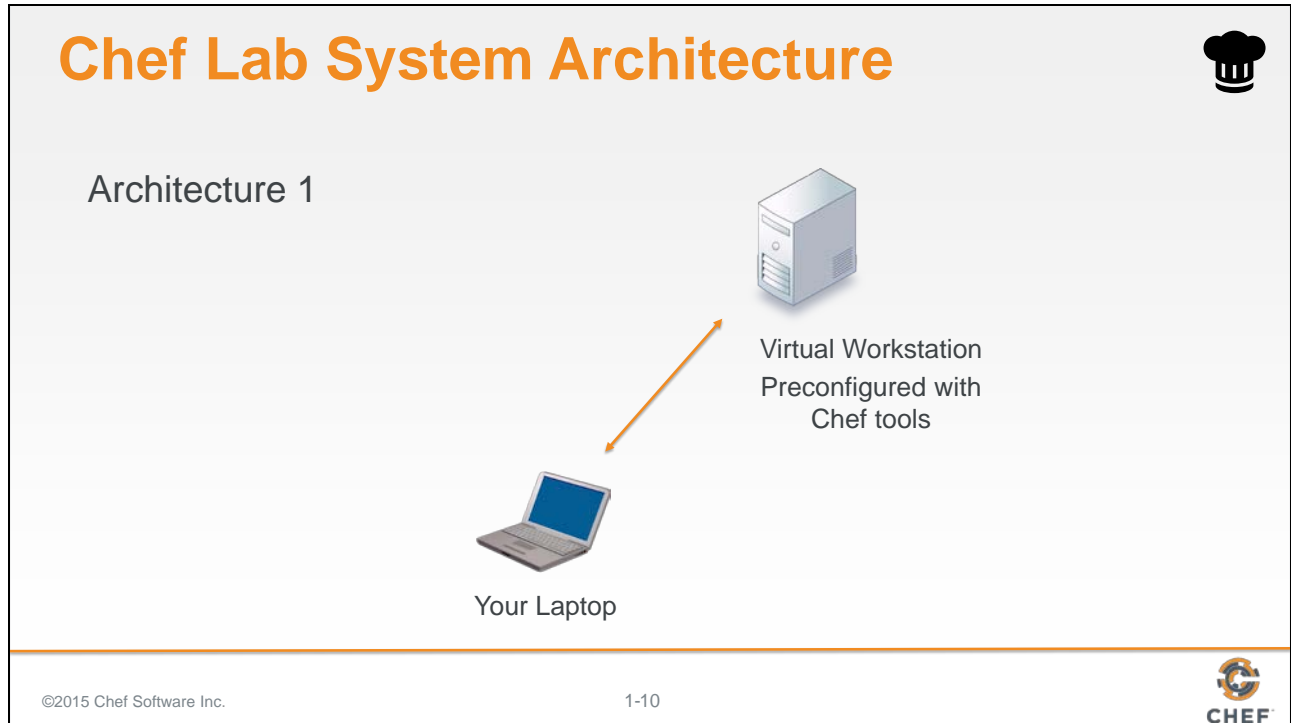 Chef Lab System Architecture
Architecture 1
Virtual Workstation
Preconfigured with
Chef tools
Your Laptop
©2015 Chef Software Inc.
1-10
CHEF